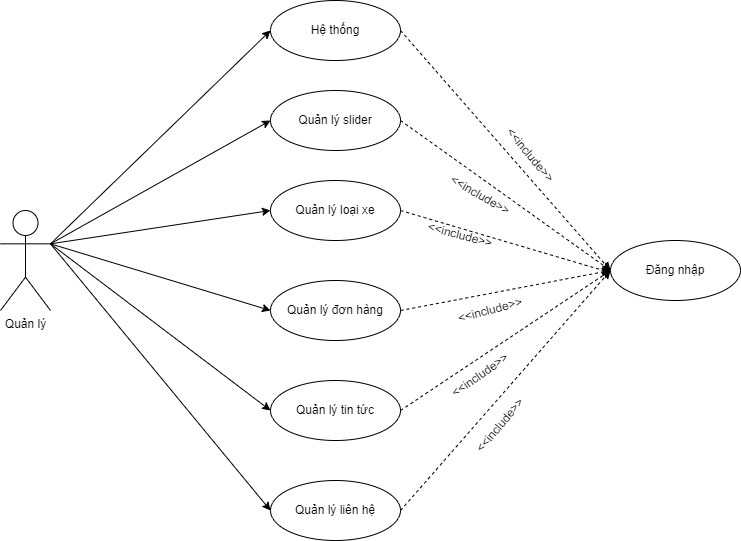 Hệ thống
<<include>>
Quản lý slider
<<include>>
Quản lý loại xe
<<include>>
Đăng nhập
Quản lý
Quản lý đơn hàng
<<include>>
Quản lý tin tức
<<include>>
Quản lý liên hệ
<<include>>